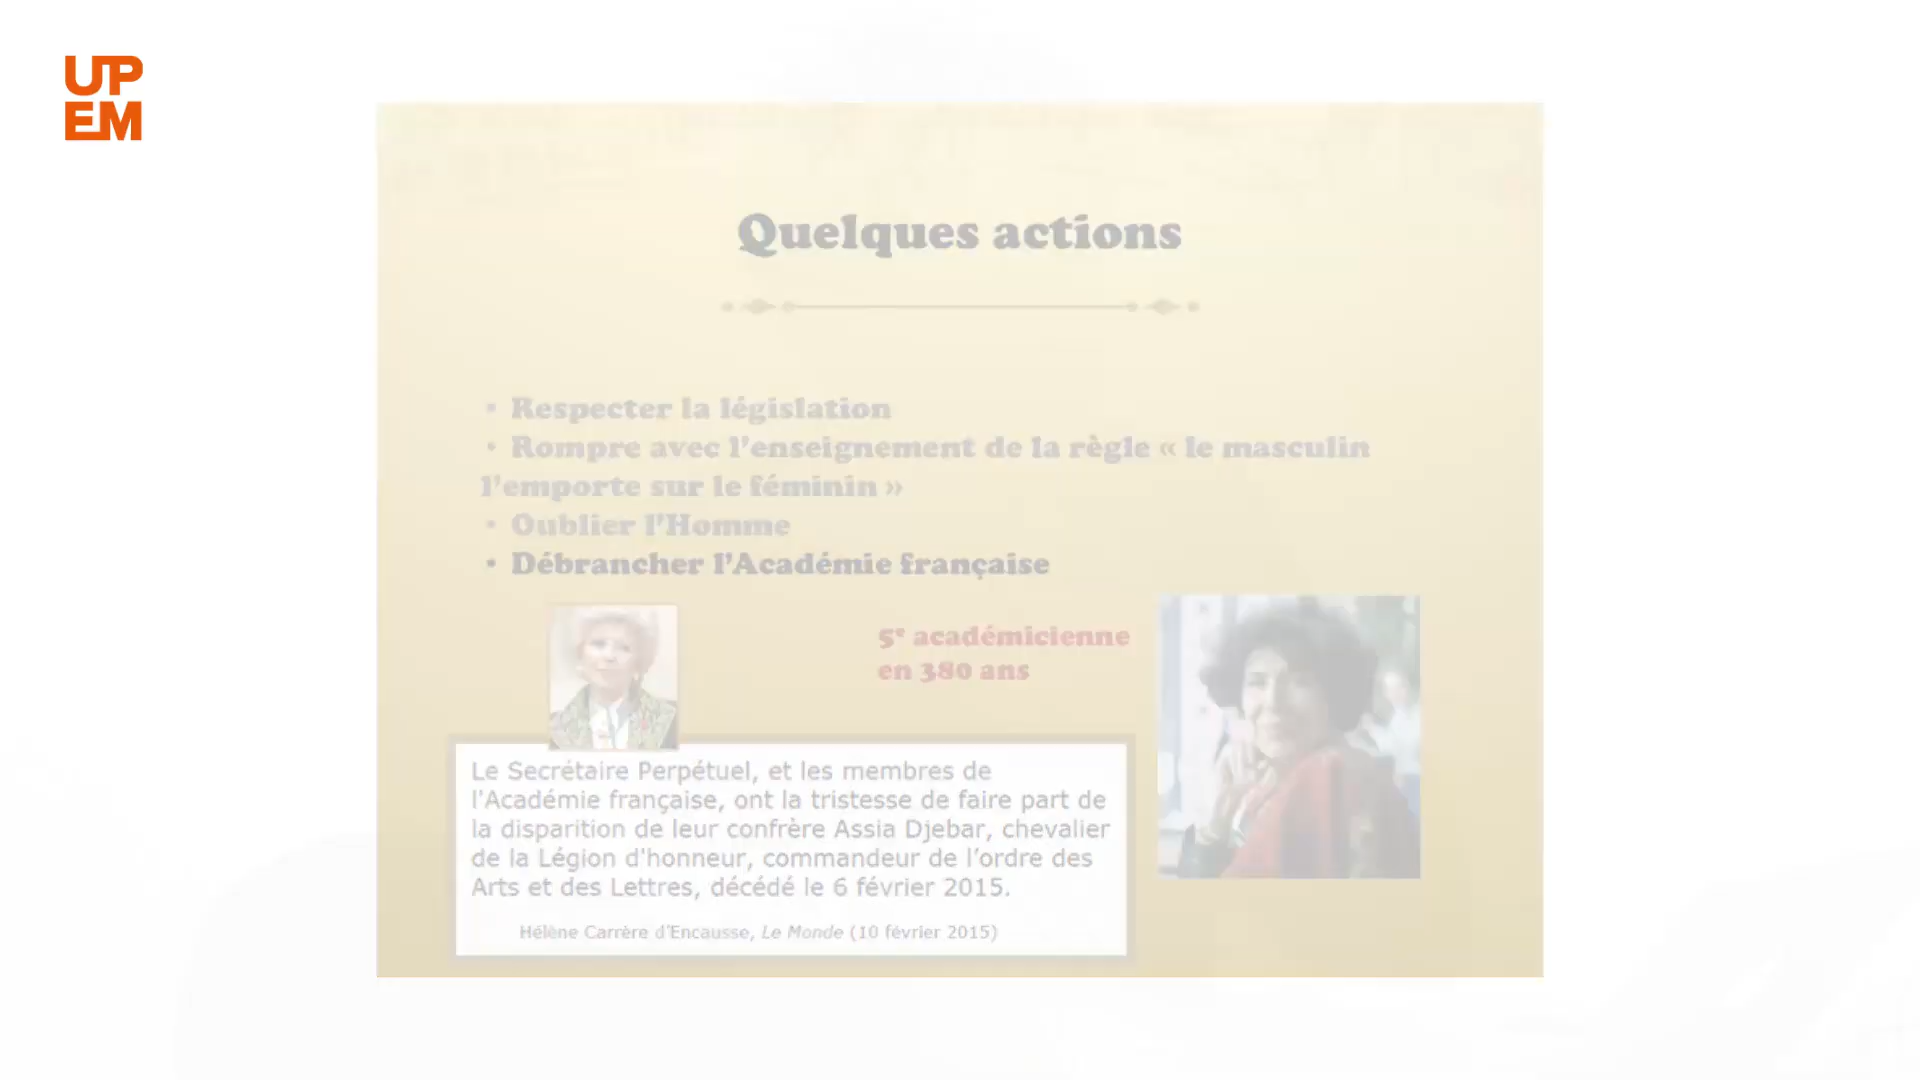 UP
EM
Quelques actions
• Respecter la législation
• Rompre avec l’enseignement de la règle « le masculin
l’emporte sur le féminin »
• Oublier l’Homme
• Débrancher l’Académie française
5e académicienne
en 380 ans
Le Secrétaire Perpétuel, et les membres de
l'Académie française, ont la tristesse de faire part de
la disparition de leur confrère Assia Djebar, chevalier
de la Légion d'honneur, commandeur de l’ordre des
Arts et des Lettres, décédé le 6 février 2015.
Hélène Carrère d’Encausse, Le Monde (10 février 2015)